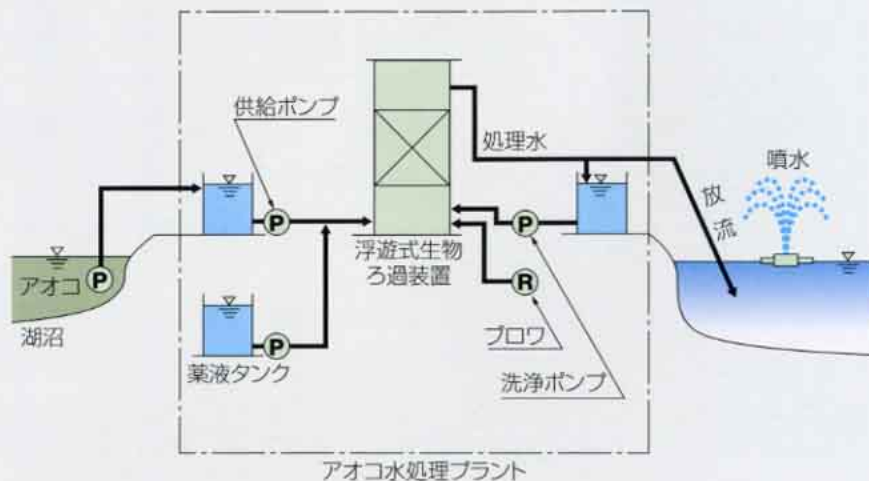 供給ポンプ
処理水
噴水
放流
P
P
R
アオコ
P
湖沼
浮遊式生物
ろ過装置
P
薬液タンク
ブロワ
洗浄ポンプ
アオコ水処理プラント